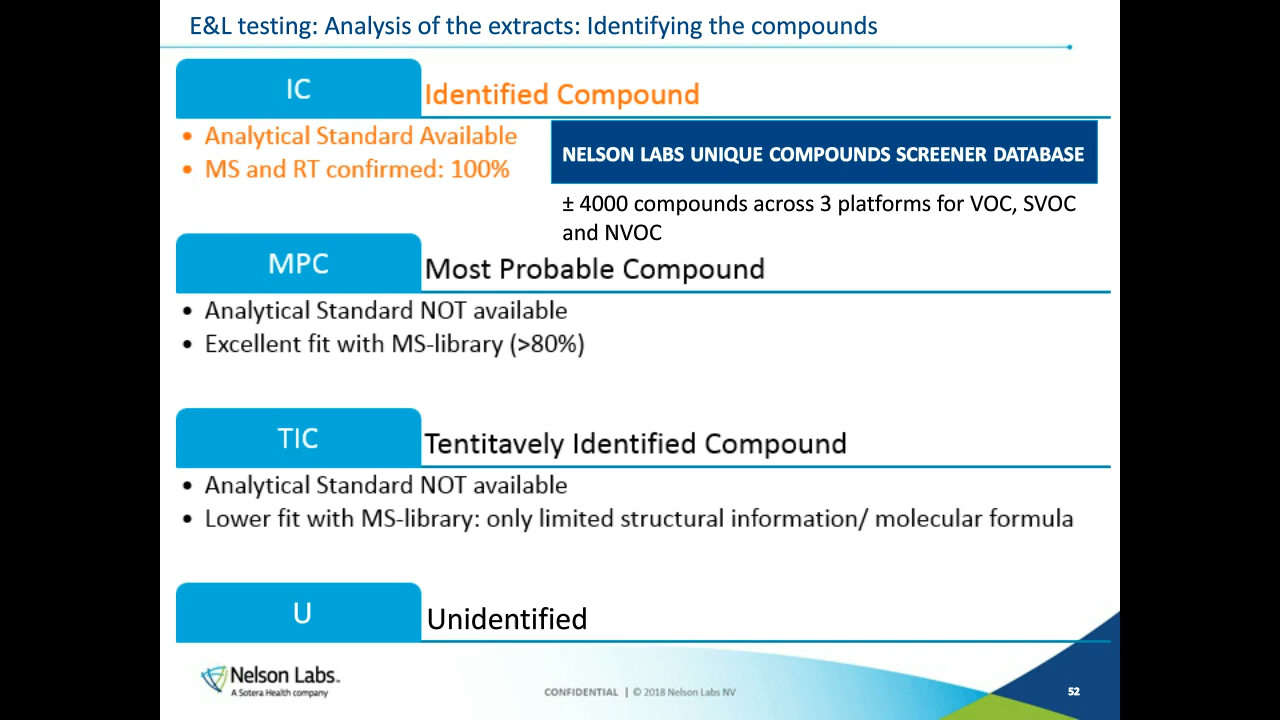 E&L testing: Analysis of the extracts: Identifying the compounds
IC
Identified Compound
• Analytical Standard Available
• MS and RT confirmed: 100%
NELSON LABS UNIQUE COMPOUNDS SCREENER DATABASE
± 4000 compounds across 3 platforms for VOC, SVOC
and NVOC
MPC
Most Probable Compound
• Analytical Standard NOT available
• Excellent fit with MS-library (>80%)
TIC
Tentitavely Identified Compound
• Analytical Standard NOT available
• Lower fit with MS-library: only limited structural information/ molecular formula
U
Unidentified
Nelson Labs™
A Sotera Health company
CONFIDENTIAL | © 2018 Nelson Labs NV
52